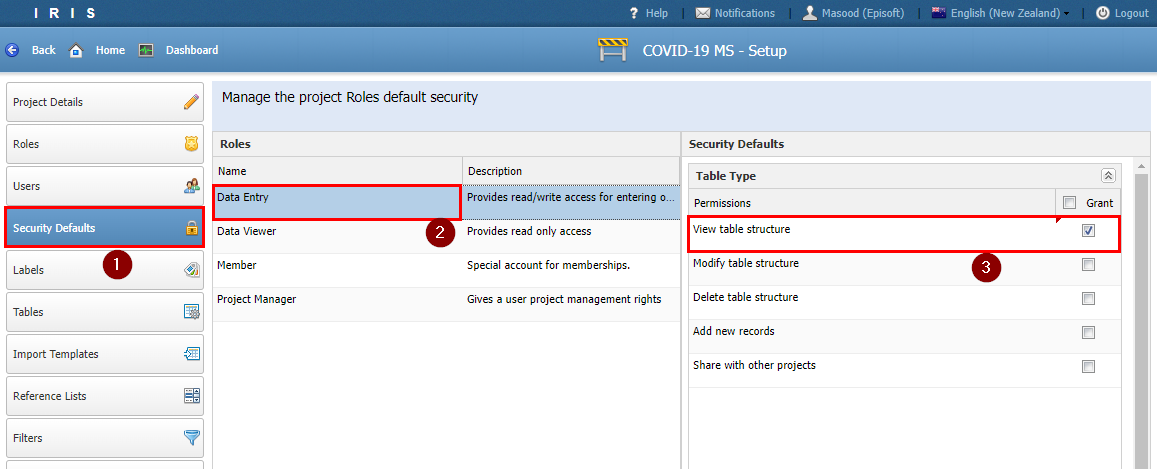 I R I S
Help
Notifications
Masood (Episoft)
English (New Zealand)
Logout
Back
Home
Dashboard
COVID-19 MS - Setup
Project Details
Roles
Users
Security Defaults
1
Labels
Tables
Import Templates
Reference Lists
Filters
Manage the project Roles default security
Roles
Name Description
Data Entry Provides read/write access for entering o...
2
Data Viewer Provides read only access
Member Special account for memberships.
Project Manager Gives a user project management rights
Security Defaults
Table Type
Permissions Grant
View table structure
3
Modify table structure
Delete table structure
Add new records
Share with other projects